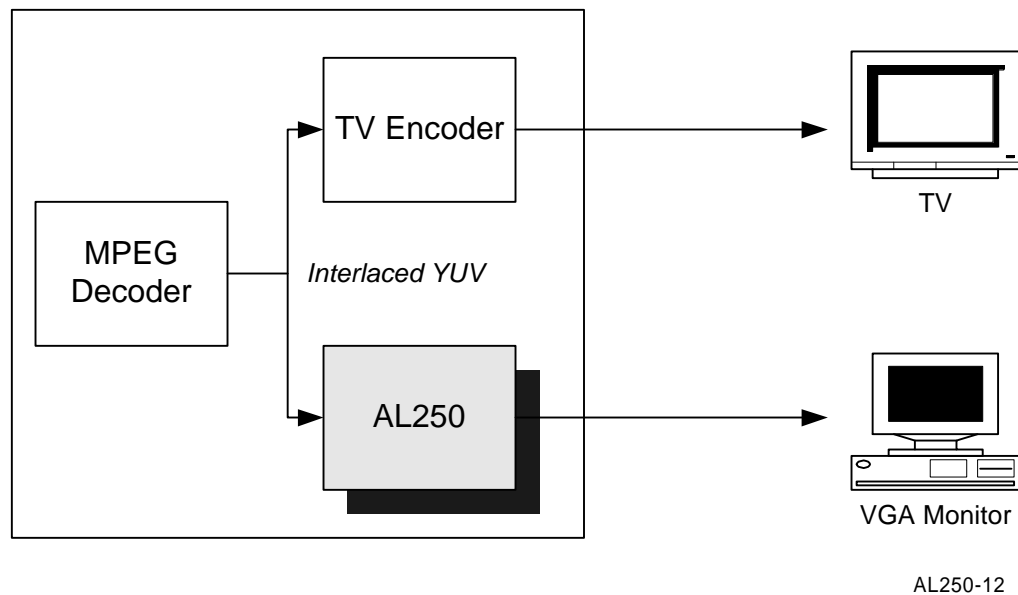 TV Encoder
TV
MPEG
Decoder
Interlaced YUV
AL250
VGA Monitor
AL250-12